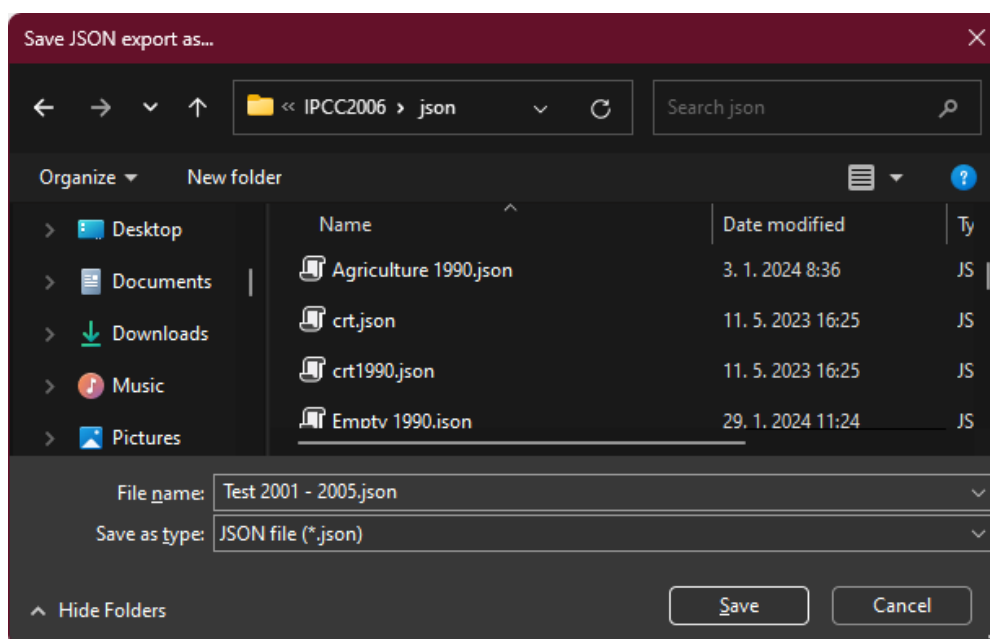 Save JSON export as...
« IPCC2006 › json
Search json
Organize
New folder
Name
Date modified
Ty
Desktop
Documents
Downloads
Music
Pictures
Agriculture 1990.json 3. 1. 2024 8:36 JS
crt.json 11. 5. 2023 16:25 JS
crt1990.json 11. 5. 2023 16:25 JS
Empty 1990.json 29. 1. 2024 11:24 JS
File name: Test 2001 - 2005.json
Save as type: JSON file (*.json)
Hide Folders
Save
Cancel